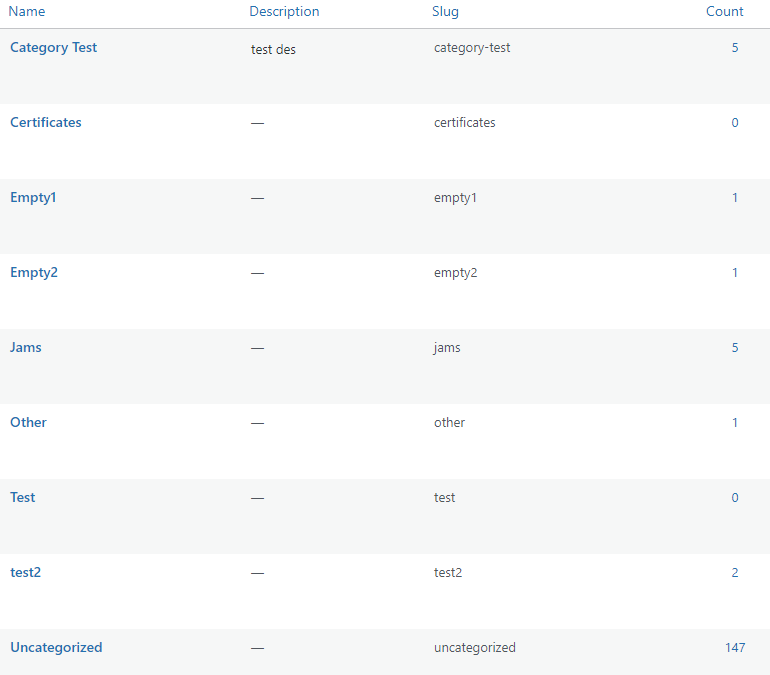 Name Description Slug Count
Category Test test des category-test 5
Certificates — certificates 0
Empty1 — empty1 1
Empty2 — empty2 1
Jams — jams 5
Other — other 1
Test — test 0
test2 — test2 2
Uncategorized — uncategorized 147